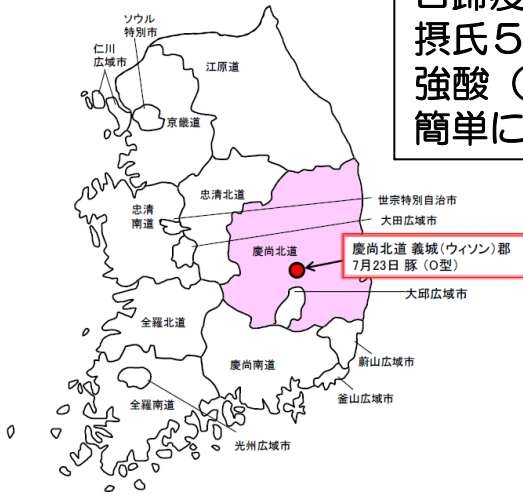 摂氏５
強酸（
簡単に
ソウル
特別市
仁川
広域市
江原道
京畿道
忠清北道
忠清
南道
世宗特別自治市
大田広域市
慶尚北道
慶尚北道 義城（ウィソン）郡
7月23日 豚（O型）
大邱広域市
全羅北道
慶尚南道
蔚山広域市
釜山広域市
全羅南道
光州広域市